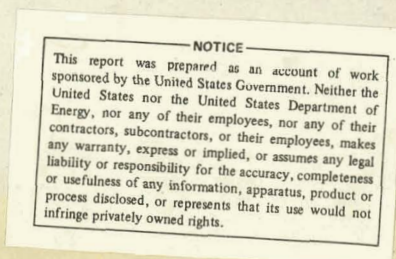 NOTICE
This report was prepared as an account of work
sponsored by the United States Government. Neither the
United States nor the United States Department of
Energy, nor any of their employees, nor any of their
contractors, subcontractors, or their employees, makes
any warranty, express or implied, or assumes any legal
liability or responsibility for the accuracy, completeness
or usefulness of any information, apparatus, product or
process disclosed, or represents that its use would not
infringe privately owned rights.